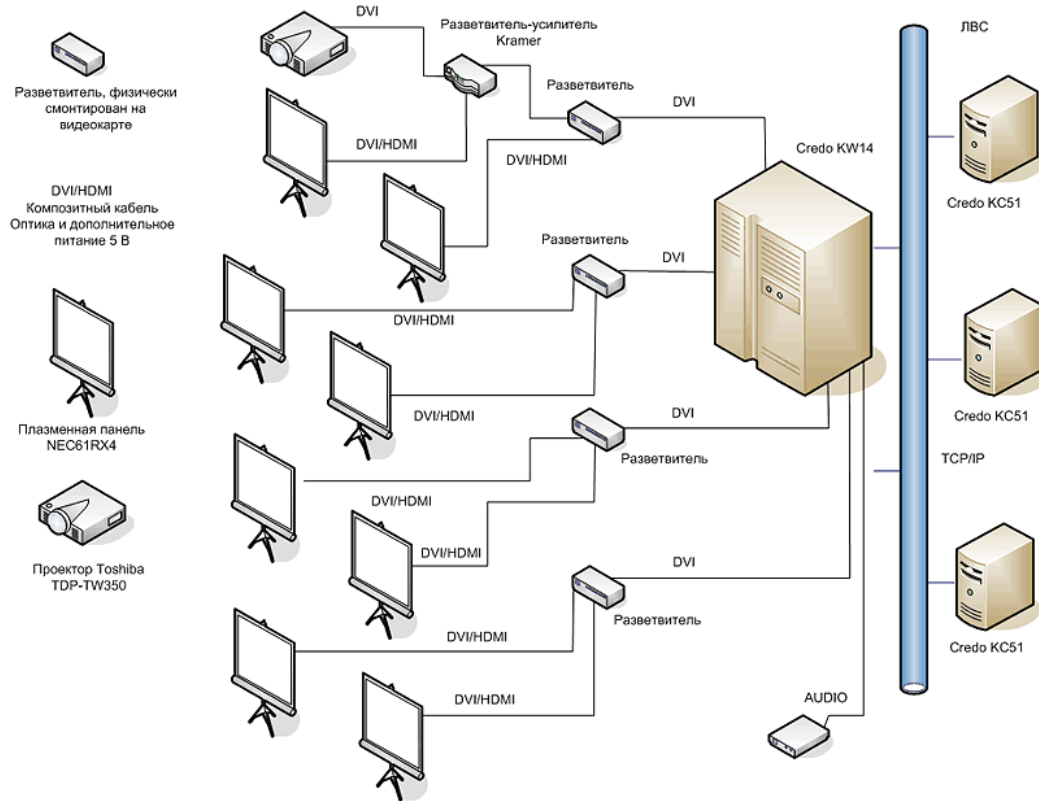 DVI
Разветвитель-усилитель
Kramer
ЛВС
Разветвитель
Разветвитель, физически
смонтирован на
видеокарте
DVI
DVI/HDMI
DVI/HDMI
Credo KW14
Credo KC51
DVI/HDMI
Композитный кабель
Оптика и дополнительное
питание 5 В
Разветвитель
DVI
DVI/HDMI
Плазменная панель
NEC61RX4
DVI/HDMI
DVI
Разветвитель
Credo KC51
TCP/IP
DVI/HDMI
DVI/HDMI
Проектор Toshiba
TDP-TW350
DVI
Разветвитель
DVI/HDMI
Credo KC51
DVI/HDMI
AUDIO